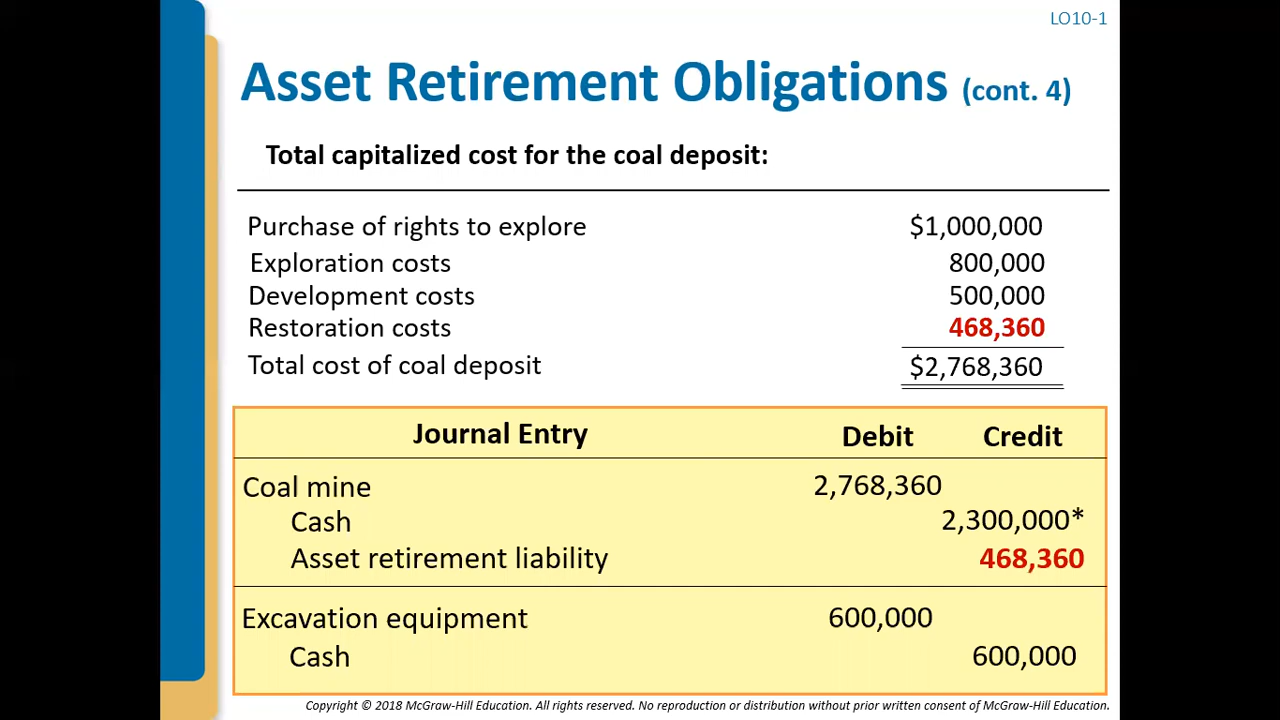 LO10-1
Asset Retirement Obligations (cont. 4)
Total capitalized cost for the coal deposit:
Purchase of rights to explore $1,000,000
Exploration costs 800,000
Development costs 500,000
Restoration costs 468,360
Total cost of coal deposit $2,768,360
Journal Entry Debit Credit
Coal mine 2,768,360
Cash 2,300,000*
Asset retirement liability 468,360
Excavation equipment 600,000
Cash 600,000
Copyright © 2018 McGraw-Hill Education. All rights reserved. No reproduction or distribution without prior written consent of McGraw-Hill Education.